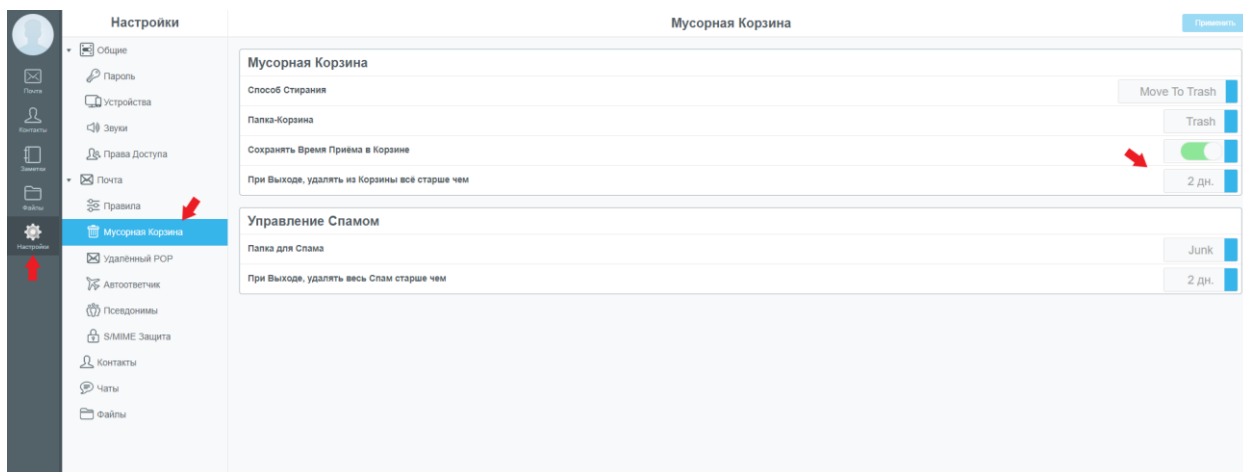 Настройки
Мусорная Корзина
Применить
Почта
Контакты
Заметки
Файлы
Настройки
Общие
Пароль
Устройства
Звуки
Права Доступа
Почта
Правила
Мусорная Корзина
Удалённый POP
Автоответчик
Псевдонимы
S/MIME Защита
Контакты
Чаты
Файлы
Мусорная Корзина
Способ Стирания
Move To Trash
Папка-Корзина
Trash
Сохранять Время Приёма в Корзине
При Выходе, удалять из Корзины всё старше чем
2 дн.
Управление Спамом
Папка для Спама
Junk
При Выходе, удалять весь Спам старше чем
2 дн.